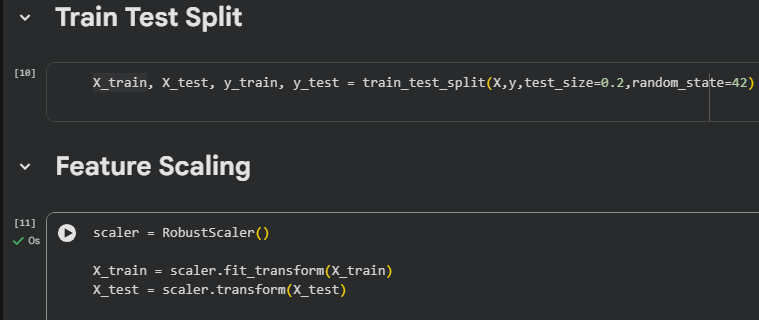 Train Test Split
[10]
X_train, X_test, y_train, y_test = train_test_split(X,y,test_size=0.2,random_state=42)
Feature Scaling
[11]
0s
scaler = RobustScaler()
X_train = scaler.fit_transform(X_train)
X_test = scaler.transform(X_test)